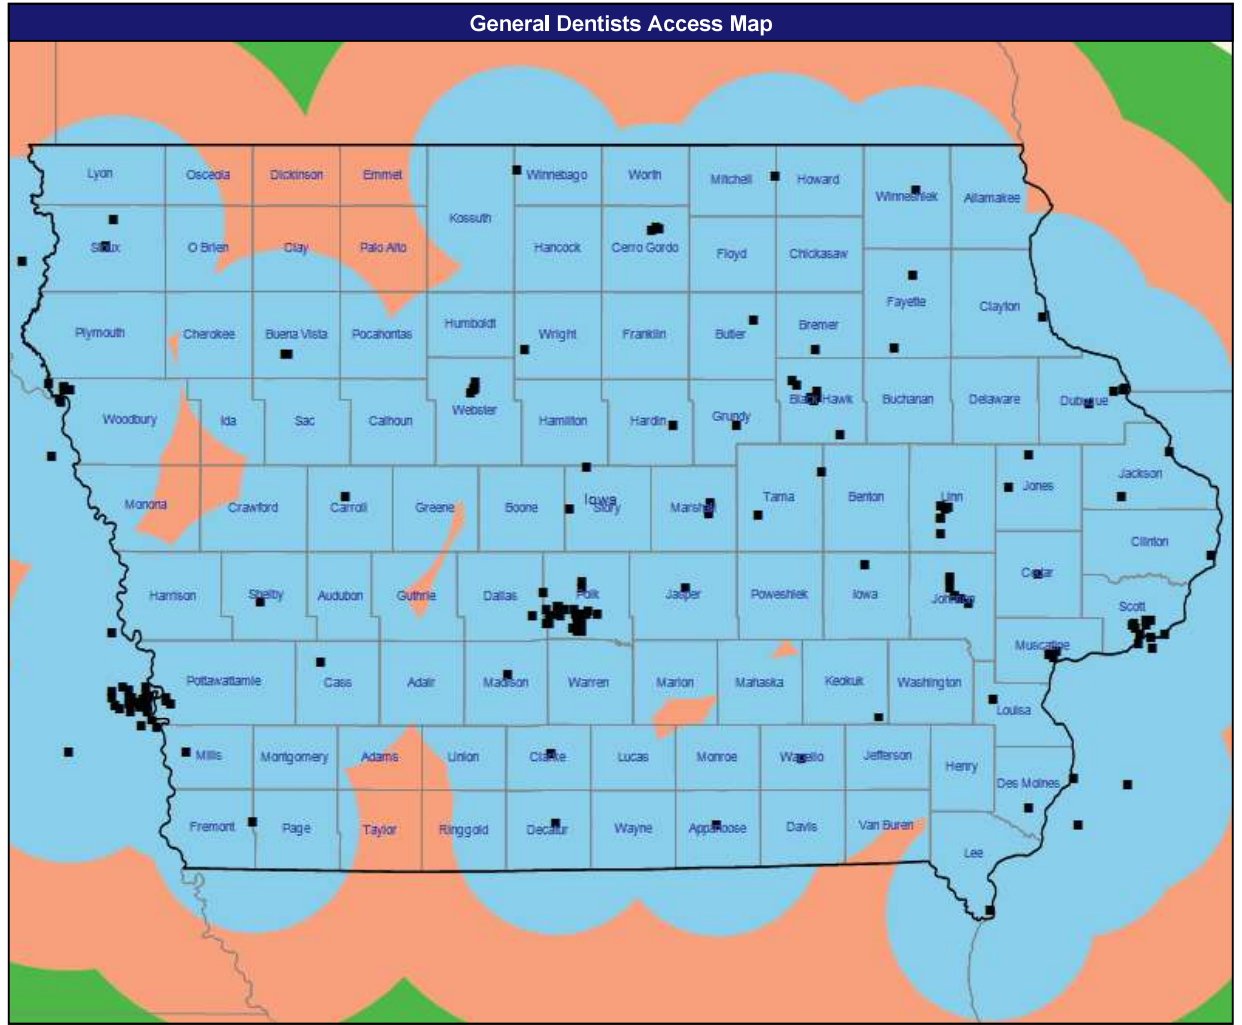 General Dentists Access Map
Lyon
Osceola
Dickinson
Emmet
Kossuth
Winnebago
Worth
Mitchell
Howard
Winneshiek
Allamakee
Sioux
O Brien
Clay
Palo Alto
Hancock
Cerro Gordo
Floyd
Chickasaw
Fayette
Clayton
Plymouth
Cherokee
Buena Vista
Pocahontas
Humboldt
Wright
Franklin
Butler
Bremer
Woodbury
Ida
Sac
Calhoun
Webster
Hamilton
Hardin
Grundy
Black Hawk
Buchanan
Delaware
Dubuque
Monona
Crawford
Carroll
Greene
Boone
Iowa
Story
Marshall
Tama
Benton
Linn
Jones
Jackson
Clinton
Harrison
Shelby
Audubon
Guthrie
Dallas
Polk
Jasper
Poweshiek
Iowa
Johnson
Cedar
Scott
Muscatine
Pottawattamie
Cass
Adair
Madison
Warren
Marion
Mahaska
Keokuk
Washington
Louisa
Mills
Montgomery
Adams
Union
Clarke
Lucas
Monroe
Wapello
Jefferson
Henry
Des Moines
Fremont
Page
Taylor
Ringgold
Decatur
Wayne
Appanoose
Davis
Van Buren
Lee